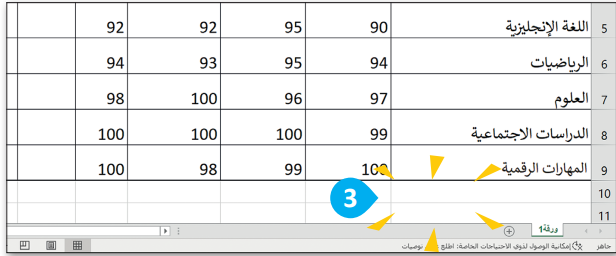 5 اللغة الإنجليزية 90 95 92 92
6 الرياضيات 94 95 93 94
7 العلوم 97 96 100 98
8 الدراسات الاجتماعية 99 100 100 100
9 المهارات الرقمية 100 99 98 100
10
3
11
ورقة1
جاهز إمكانية الوصول لذوي الاحتياجات الخاصة: اطلع توصيات